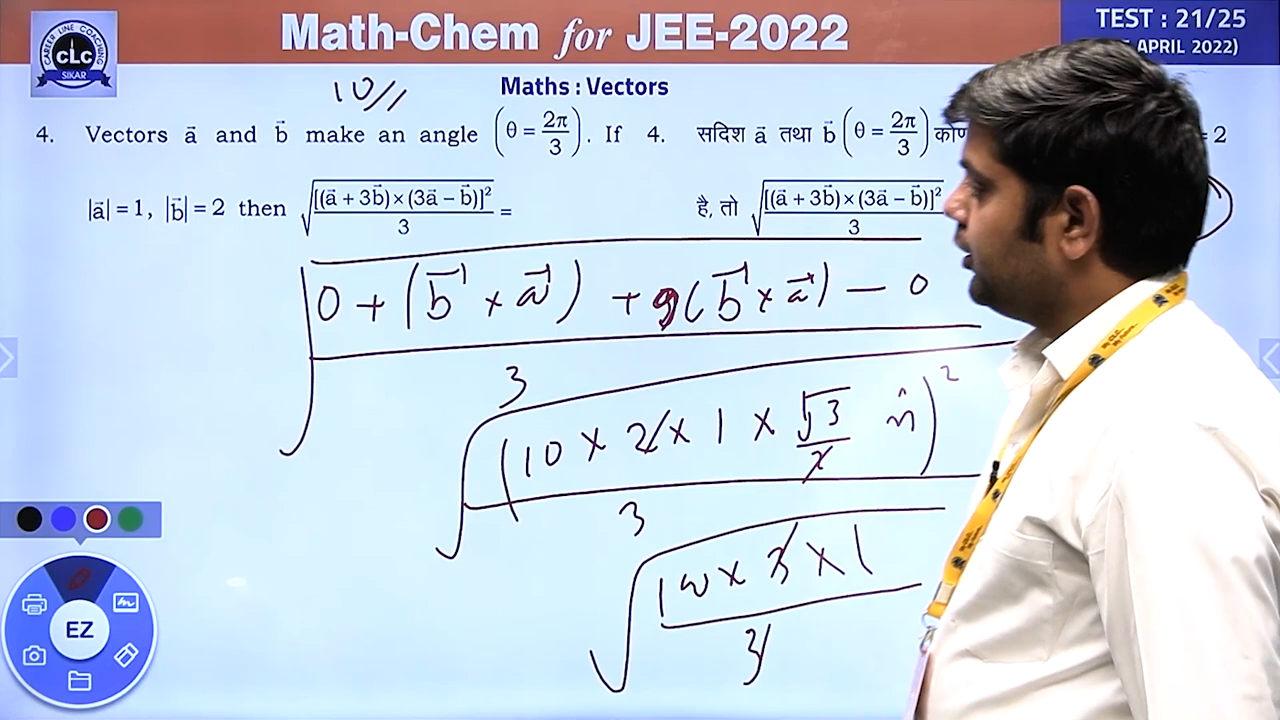 CAREER LINE COACHING
CLC
SIKAR
Math-Chem for JEE-2022
TEST : 21/25
APRIL 2022)
10//
Maths : Vectors
4. Vectors a⃗ and b⃗ make an angle (θ = 2π/3). If
|a⃗| = 1, |b⃗| = 2 then √([(a⃗ + 3b⃗) × (3a⃗ − b⃗)]²/3) =
4. सदिश a⃗ तथा b⃗ (θ = 2π/3) कोण = 2
है, तो √([(a⃗ + 3b⃗) × (3a⃗ − b⃗)]²/3)
√(0 + (b⃗ × a⃗) + 9(b⃗ × a⃗) − 0
3
√((10 × 2 × 1 × √3/2 n̂)²
3
3 × 1
3
EZ